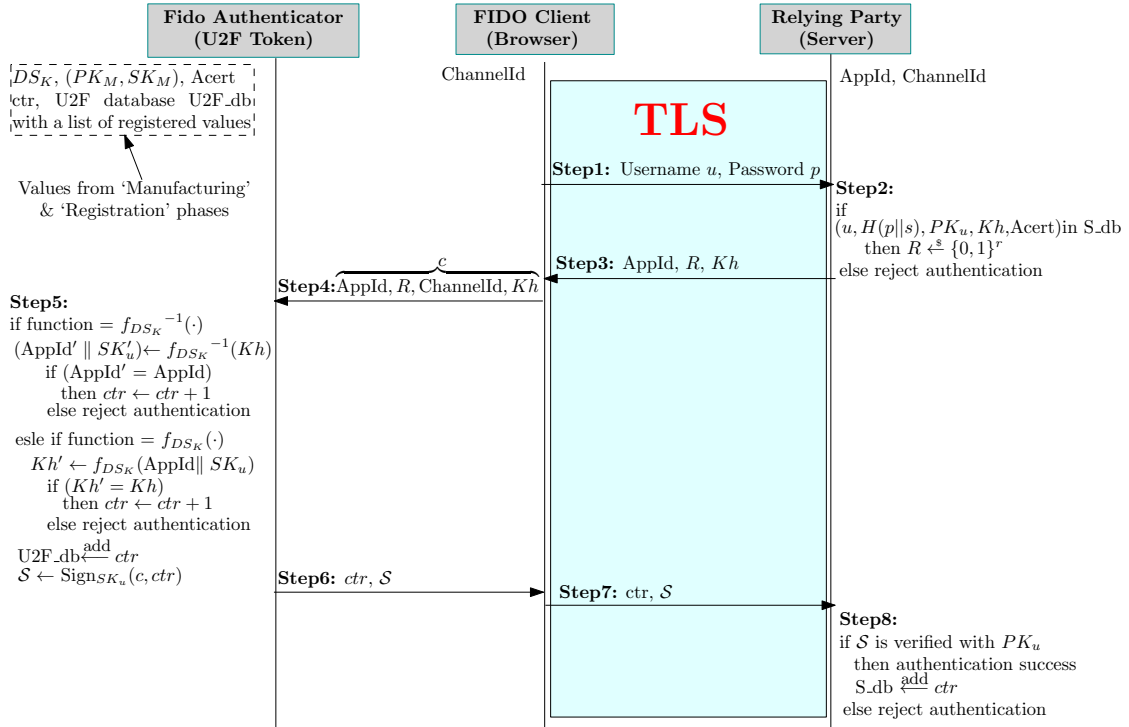 Fido Authenticator
(U2F Token)
FIDO Client
(Browser)
Relying Party
(Server)
DS_K, (PK_M, SK_M), Acert
ctr, U2F database U2F_db
with a list of registered values
Values from ‘Manufacturing’
& ‘Registration’ phases
ChannelId
AppId, ChannelId
TLS
Step1: Username u, Password p
Step2:
if
(u, H(p||s), PK_u, Kh,Acert)in S_db
then R ←$ {0, 1}^r
else reject authentication
Step3: AppId, R, Kh
c
Step4:AppId, R, ChannelId, Kh
Step5:
if function = f_{DS_K}^{-1}(·)
(AppId′ ∥ SK′_u)← f_{DS_K}^{-1}(Kh)
if (AppId′ = AppId)
then ctr ← ctr + 1
else reject authentication
esle if function = f_{DS_K}(·)
Kh′ ← f_{DS_K}(AppId∥ SK_u)
if (Kh′ = Kh)
then ctr ← ctr + 1
else reject authentication
U2F_db ←add ctr
S ← Sign_{SK_u}(c, ctr)
Step6: ctr, S
Step7: ctr, S
Step8:
if S is verified with PK_u
then authentication success
S_db ←add ctr
else reject authentication